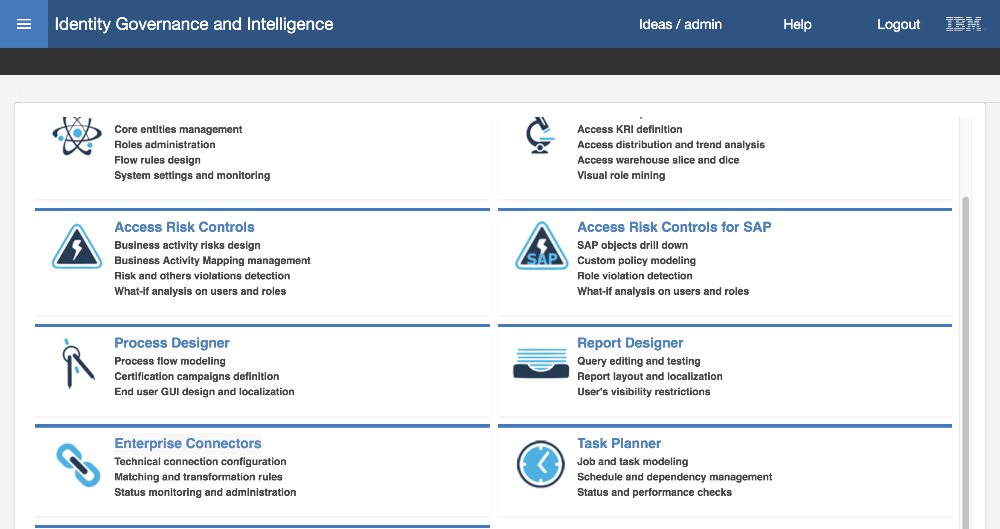 Identity Governance and Intelligence
Ideas / admin
Help
Logout
IBM
Core entities management
Roles administration
Flow rules design
System settings and monitoring
Access KRI definition
Access distribution and trend analysis
Access warehouse slice and dice
Visual role mining
Access Risk Controls
Business activity risks design
Business Activity Mapping management
Risk and others violations detection
What-if analysis on users and roles
SAP
Access Risk Controls for SAP
SAP objects drill down
Custom policy modeling
Role violation detection
What-if analysis on users and roles
Process Designer
Process flow modeling
Certification campaigns definition
End user GUI design and localization
Report Designer
Query editing and testing
Report layout and localization
User's visibility restrictions
Enterprise Connectors
Technical connection configuration
Matching and transformation rules
Status monitoring and administration
Task Planner
Job and task modeling
Schedule and dependency management
Status and performance checks